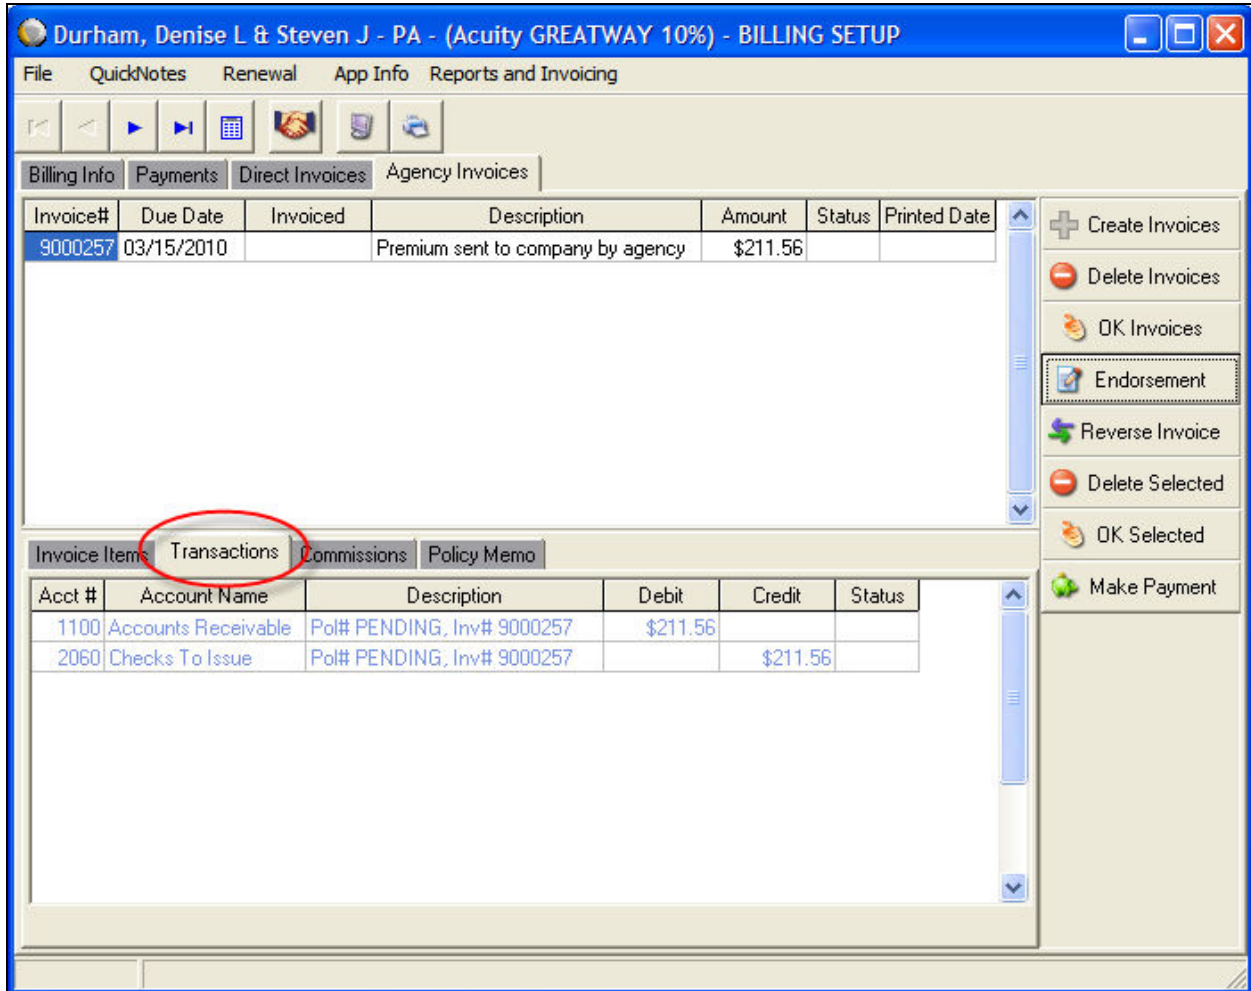 Durham, Denise L & Steven J - PA - (Acuity GREATWAY 10%) - BILLING SETUP
File QuickNotes Renewal App Info Reports and Invoicing
Billing Info Payments Direct Invoices Agency Invoices
Invoice# Due Date Invoiced Description Amount Status Printed Date
9000257 03/15/2010 Premium sent to company by agency $211.56
Create Invoices
Delete Invoices
OK Invoices
Endorsement
Reverse Invoice
Delete Selected
OK Selected
Make Payment
Invoice Items Transactions Commissions Policy Memo
Acct # Account Name Description Debit Credit Status
1100 Accounts Receivable Pol# PENDING, Inv# 9000257 $211.56
2060 Checks To Issue Pol# PENDING, Inv# 9000257 $211.56